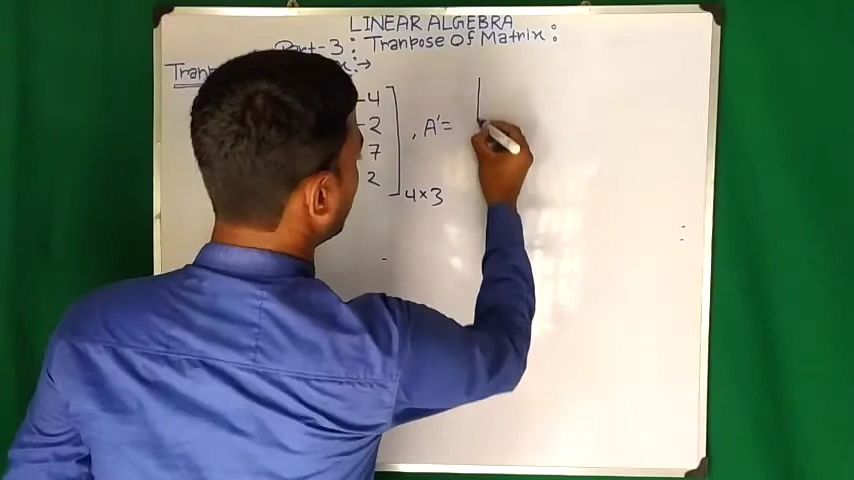 LINEAR ALGEBRA
Part-3: Tranpose Of Matrix:
Tran
-4
-2
, A'=
7
2
4×3